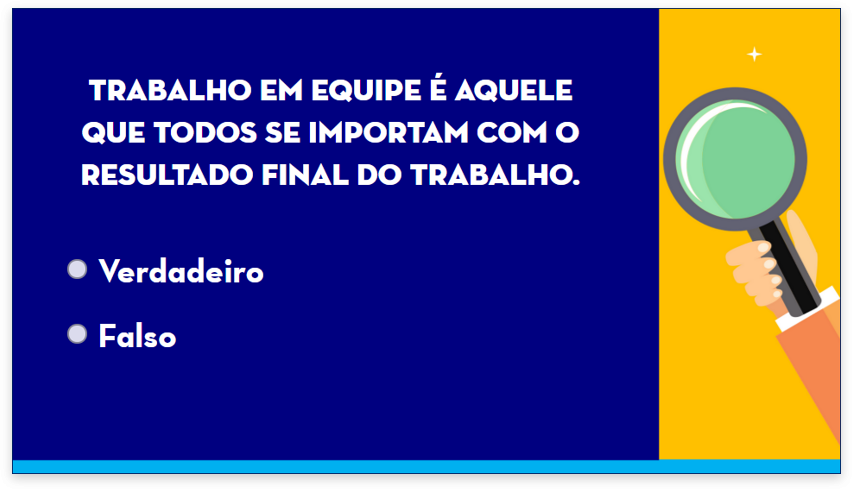 TRABALHO EM EQUIPE É AQUELE
QUE TODOS SE IMPORTAM COM O
RESULTADO FINAL DO TRABALHO.
Verdadeiro
Falso